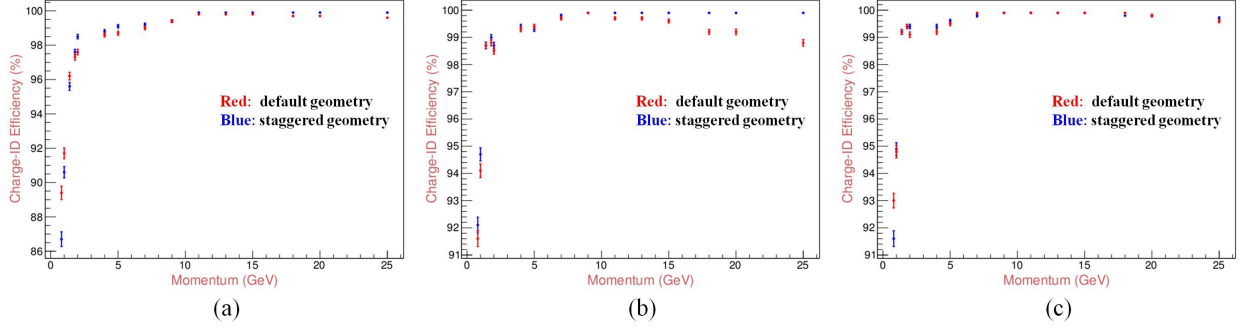 Charge-ID Efficiency (%)
100
98
96
94
92
90
88
86
Red: default geometry
Blue: staggered geometry
0 5 10 15 20 25
Momentum (GeV)
(a)
Charge-ID Efficiency (%)
100
99
98
97
96
95
94
93
92
91
Red: default geometry
Blue: staggered geometry
0 5 10 15 20 25
Momentum (GeV)
(b)
Charge-ID Efficiency (%)
100
99
98
97
96
95
94
93
92
91
Red: default geometry
Blue: staggered geometry
0 5 10 15 20 25
Momentum (GeV)
(c)